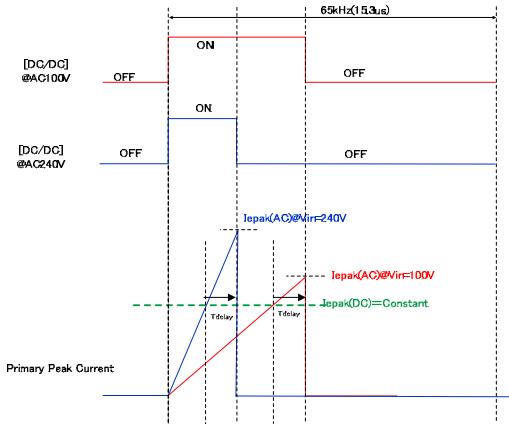 65kHz(15.3us)
ON
[DC/DC]
@AC100V
OFF
OFF
ON
[DC/DC]
@AC240V
OFF
OFF
Iepak(AC)@Vin=240V
Iepak(AC)@Vin=100V
Iepak(DC)=Constant
Tdelay
Tdelay
Primary Peak Current